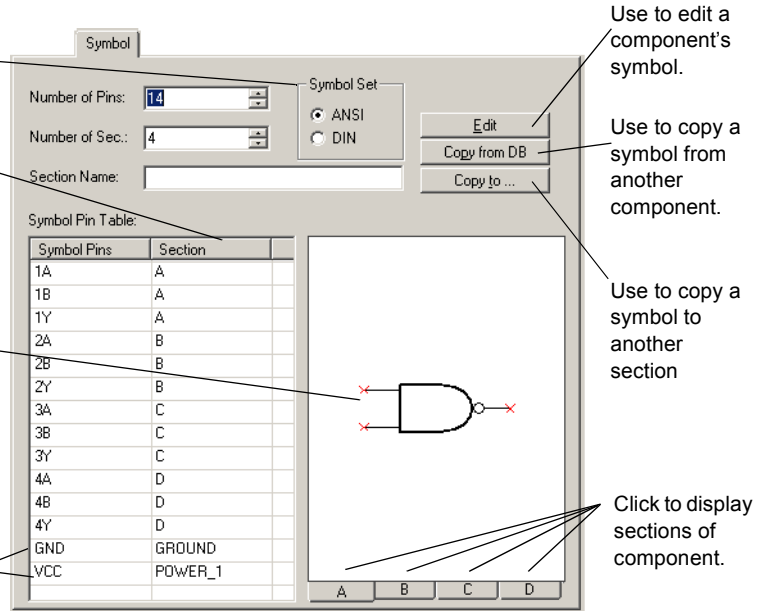 Symbol
Number of Pins: 14
Number of Sec.: 4
Section Name:
Symbol Set
ANSI
DIN
Edit
Copy from DB
Copy to ...
Symbol Pin Table:
Symbol Pins Section
1A A
1B A
1Y A
2A B
2B B
2Y B
3A C
3B C
3Y C
4A D
4B D
4Y D
GND GROUND
VCC POWER_1
A B C D
Use to edit a
component’s
symbol.
Use to copy a
symbol from
another
component.
Use to copy a
symbol to
another
section
Click to display
sections of
component.